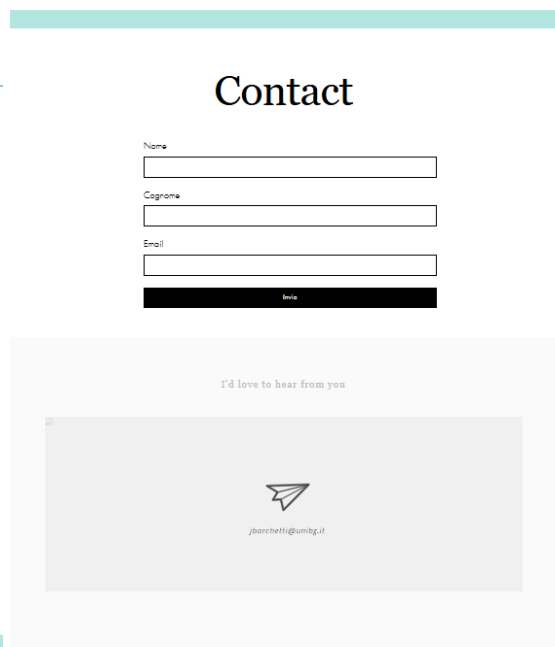 Contact
Nome
Cognome
Email
Invia
I'd love to hear from you
jborchetti@unibg.it